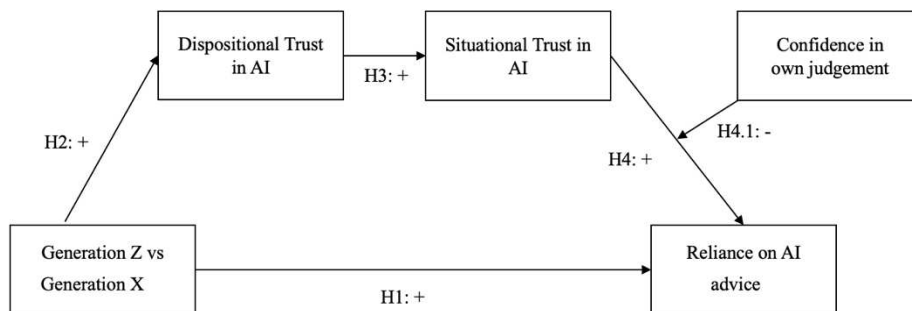 Dispositional Trust
in AI
H3: +
Situational Trust in
AI
Confidence in
own judgement
H2: +
H4: +
H4.1: -
Generation Z vs
Generation X
H1: +
Reliance on AI
advice